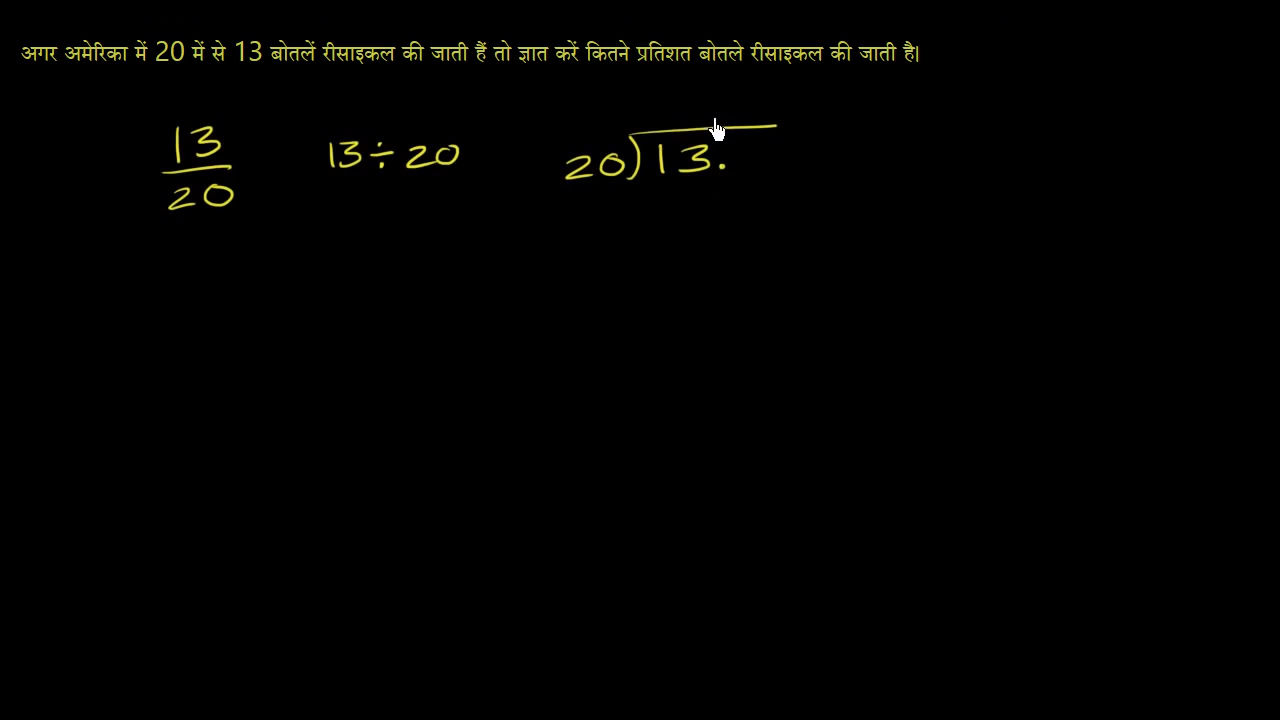 अगर अमेरिका में 20 में से 13 बोतलें रीसाइकल की जाती हैं तो ज्ञात करें कितने प्रतिशत बोतले रीसाइकल की जाती है।
13/20 13÷20 20)13.